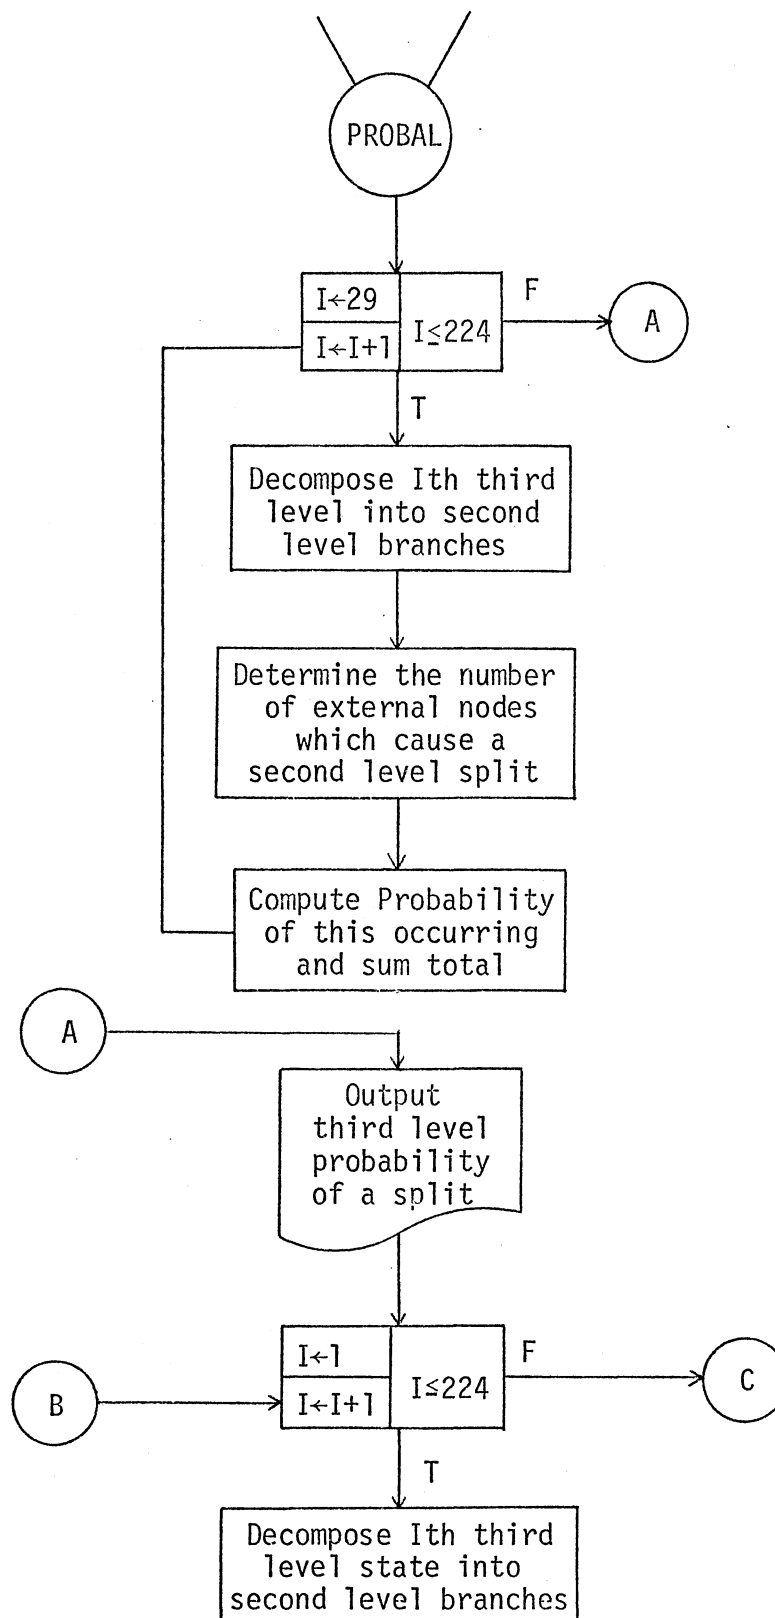 PROBAL
I←29
I←I+1
I≤224
F
A
T
Decompose Ith third
level into second
level branches
Determine the number
of external nodes
which cause a
second level split
Compute Probability
of this occurring
and sum total
A
Output
third level
probability
of a split
I←1
I←I+1
I≤224
F
C
B
T
Decompose Ith third
level state into
second level branches